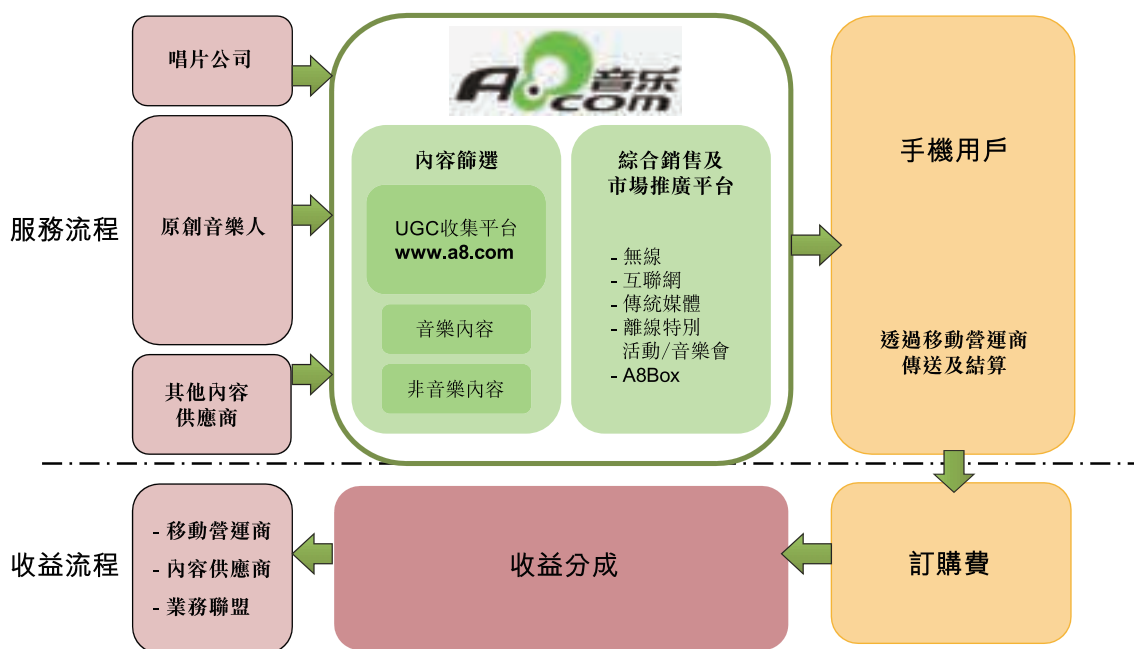 唱片公司
原創音樂人
其他內容
供應商
服務流程
A8音乐
.com
內容篩選
UGC收集平台
www.a8.com
音樂內容
非音樂內容
綜合銷售及
市場推廣平台
- 無線
- 互聯網
- 傳統媒體
- 離線特別
活動/音樂會
- A8Box
手機用戶
透過移動營運商
傳送及結算
收益流程
- 移動營運商
- 內容供應商
- 業務聯盟
收益分成
訂購費